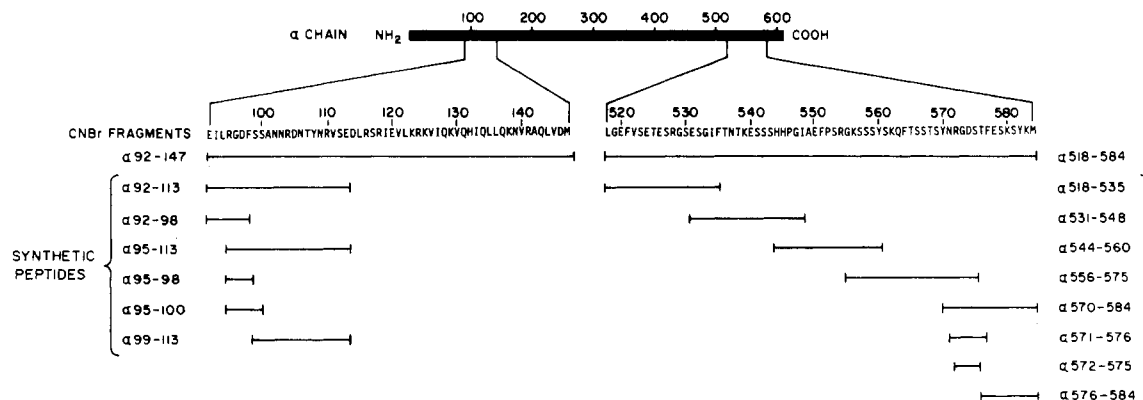 100 200 300 400 500 600
α CHAIN NH2 COOH
100 110 120 130 140 520 530 540 550 560 570 580
CNBr FRAGMENTS EILRGDFSSANNRDNTYNRVSEDLRSRIEVLKRKVIQKVQHIQLLQKNVRAQLVDM LGEFVSETESRGSESGIFTNTKESSSHHPGIAEFPSRGKSSSYSKQFTSSTSYNRGDSTFESKSYKM
α92-147 α518-584
α92-113 α518-535
α92-98 α531-548
SYNTHETIC PEPTIDES
α95-113 α544-560
α95-98 α556-575
α95-100 α570-584
α99-113 α571-576
α572-575
α576-584